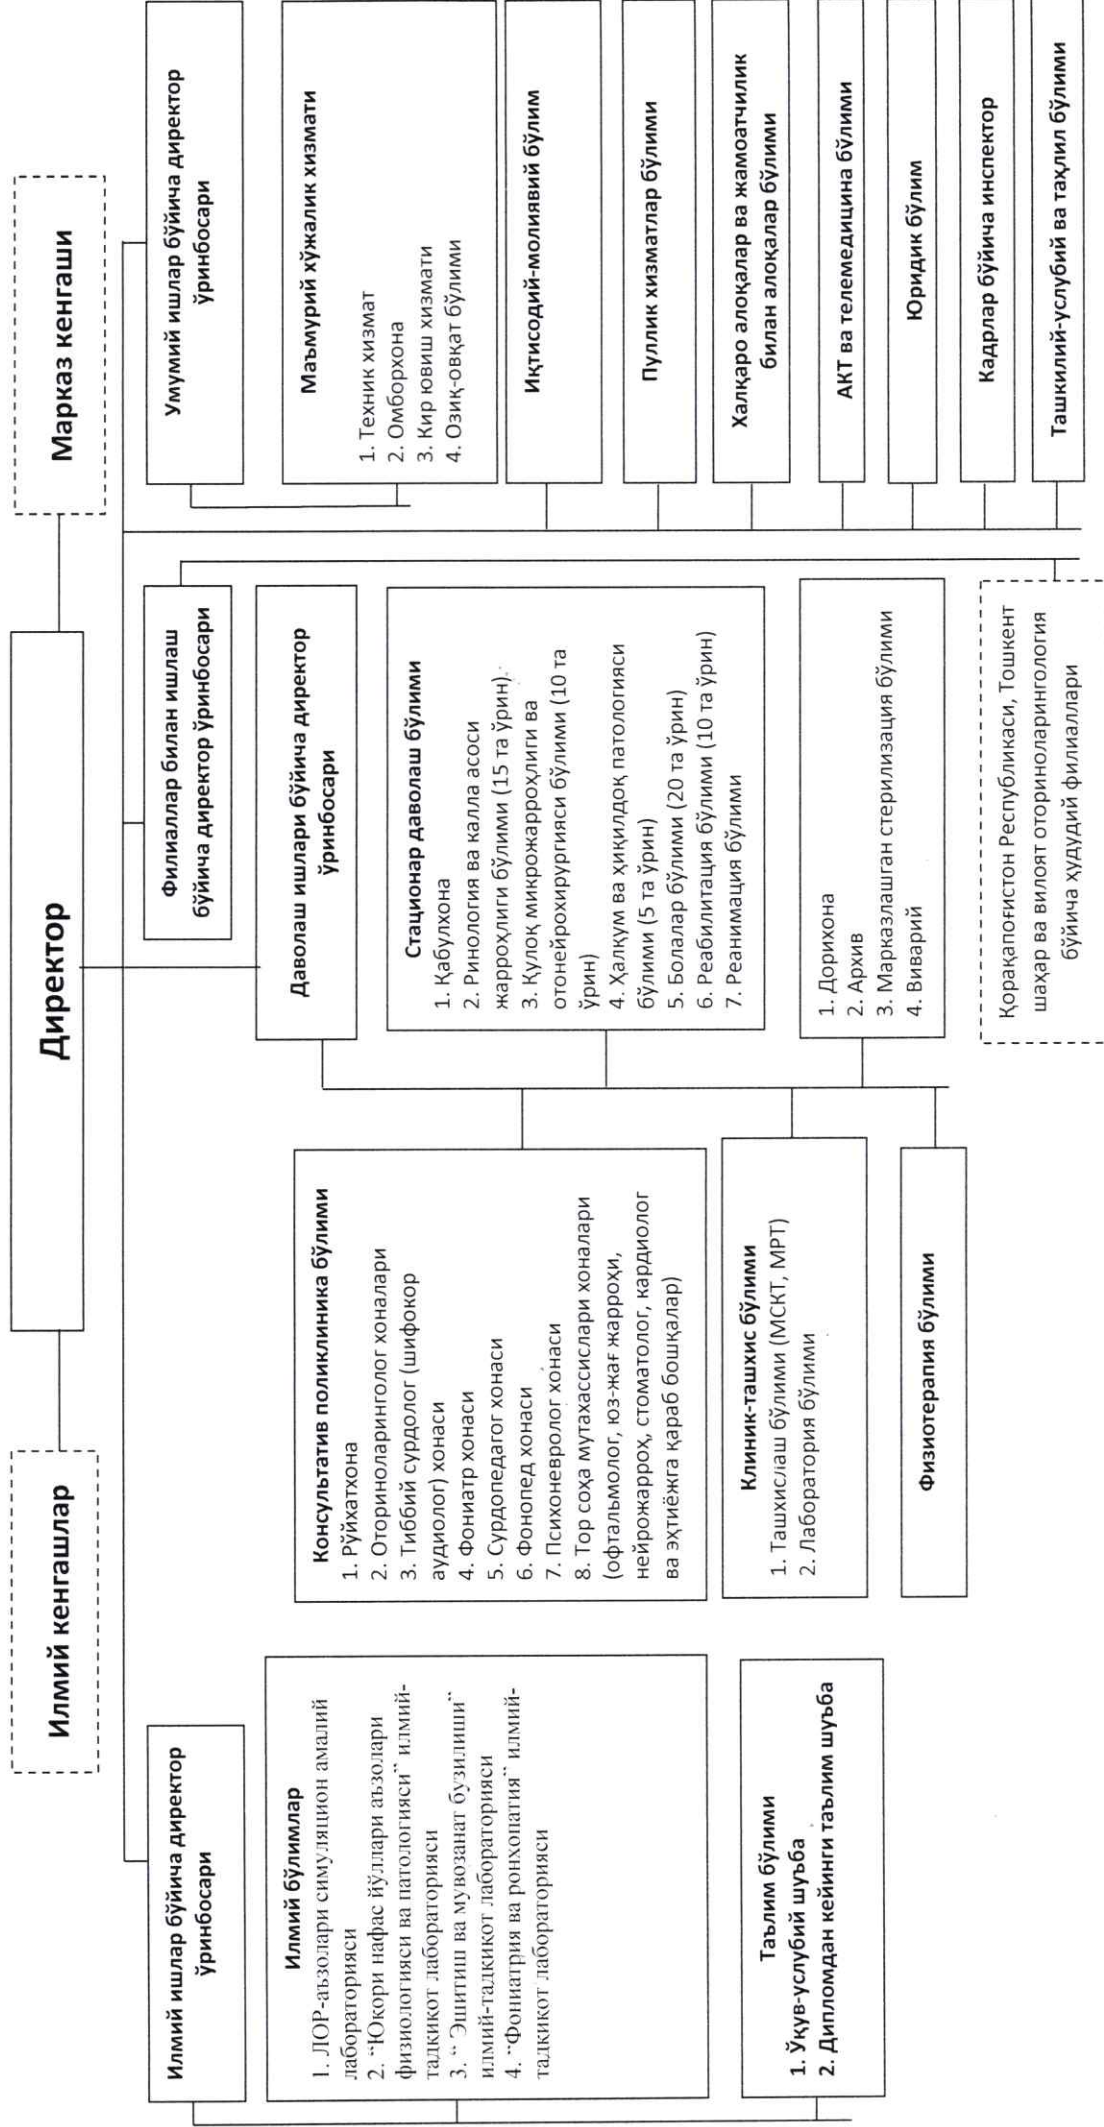 Илмий кенгашлар
Директор
Марказ кенгаши
Илмий ишлар бўйича директор
ўринбосари
Илмий бўлимлар
1. ЛОР-аъзолари симуляцион амалий
лабораторияси
2. “Юкори нафас йўллари аъзолари
физиологияси ва патологияси” илмий-
тадкикот лабораторияси
3. “ Эшитиш ва мувозанат бузилиши”
илмий-тадкикот лабораторияси
4. “Фониатрия ва ронхопатия” илмий-
тадкикот лабораторияси
Таълим бўлими
1. Ўқув-услубий шуъба
2. Дипломдан кейинги таълим шуъба
Филиаллар билан ишлаш
бўйича директор ўринбосари
Даволаш ишлари бўйича директор
ўринбосари
Консультатив поликлиника бўлими
1. Рўйхатхона
2. Оториноларинголог хоналари
3. Тиббий сурдолог (шифокор
аудиолог) хонаси
4. Фониатр хонаси
5. Сурдопедагог хонаси
6. Фонопед хонаси
7. Психоневролог хонаси
8. Тор соҳа мутахассислари хоналари
(офтальмолог, юз-жағ жарроҳи,
нейрожарроҳ, стоматолог, кардиолог
ва эҳтиёжга қараб бошқалар)
Клиник-ташхис бўлими
1. Ташхислаш бўлими (МСКТ, МРТ)
2. Лаборатория бўлими
Физиотерапия бўлими
Стационар даволаш бўлими
1. Қабулхона
2. Ринология ва калла асоси
жарроҳлиги бўлими (15 та ўрин).
3. Қулоқ микрожарроҳлиги ва
отонейрохирургияси бўлими (10 та
ўрин)
4. Ҳалқум ва ҳиқилдоқ патологияси
бўлими (5 та ўрин)
5. Болалар бўлими (20 та ўрин)
6. Реабилитация бўлими (10 та ўрин)
7. Реанимация бўлими
1. Дорихона
2. Архив
3. Марказлашган стерилизация бўлими
4. Виварий
Қорақапоғистон Республикаси, Тошкент
шаҳар ва вилоят оториноларингология
бўйича ҳудудий филиаллари
Умумий ишлар бўйича директор
ўринбосари
Маъмурий хўжалик хизмати
1. Техник хизмат
2. Омборхона
3. Кир ювиш хизмати
4. Озиқ-овқат бўлими
Иқтисодий-молиявий бўлим
Пуллик хизматлар бўлими
Халқаро алоқалар ва жамоатчилик
билан алоқалар бўлими
АКТ ва телемедицина бўлими
Юридик бўлим
Кадрлар бўйича инспектор
Ташкилий-услубий ва таҳлил бўлими